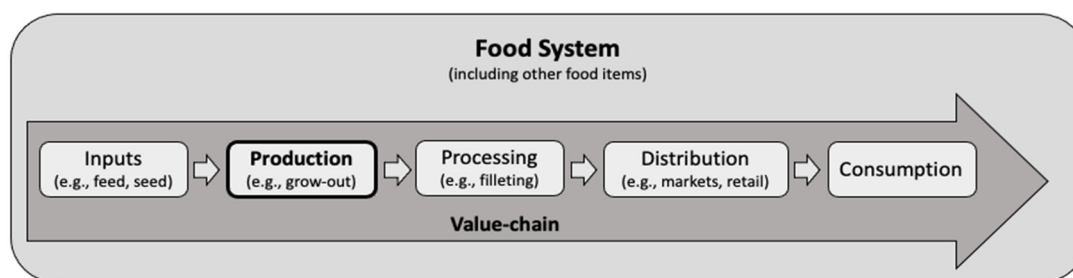 Food System
(including other food items)
Inputs
(e.g., feed, seed)
Production
(e.g., grow-out)
Processing
(e.g., filleting)
Distribution
(e.g., markets, retail)
Consumption
Value-chain